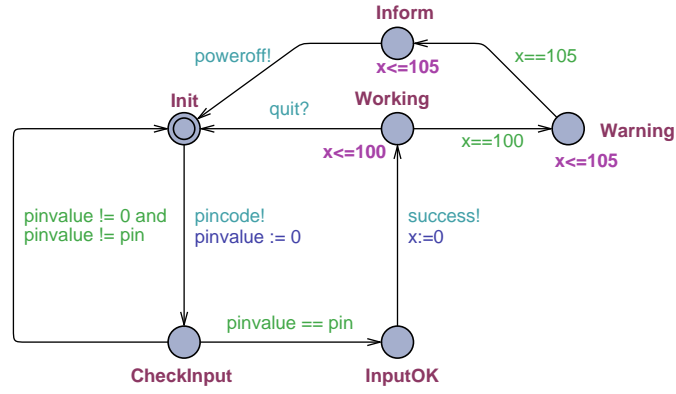 Inform
poweroff!
x==105
x<=105
Init
Working
quit?
Warning
x<=100
x==100
x<=105
pinvalue != 0 and
pinvalue != pin
pincode!
pinvalue := 0
success!
x:=0
pinvalue == pin
CheckInput
InputOK